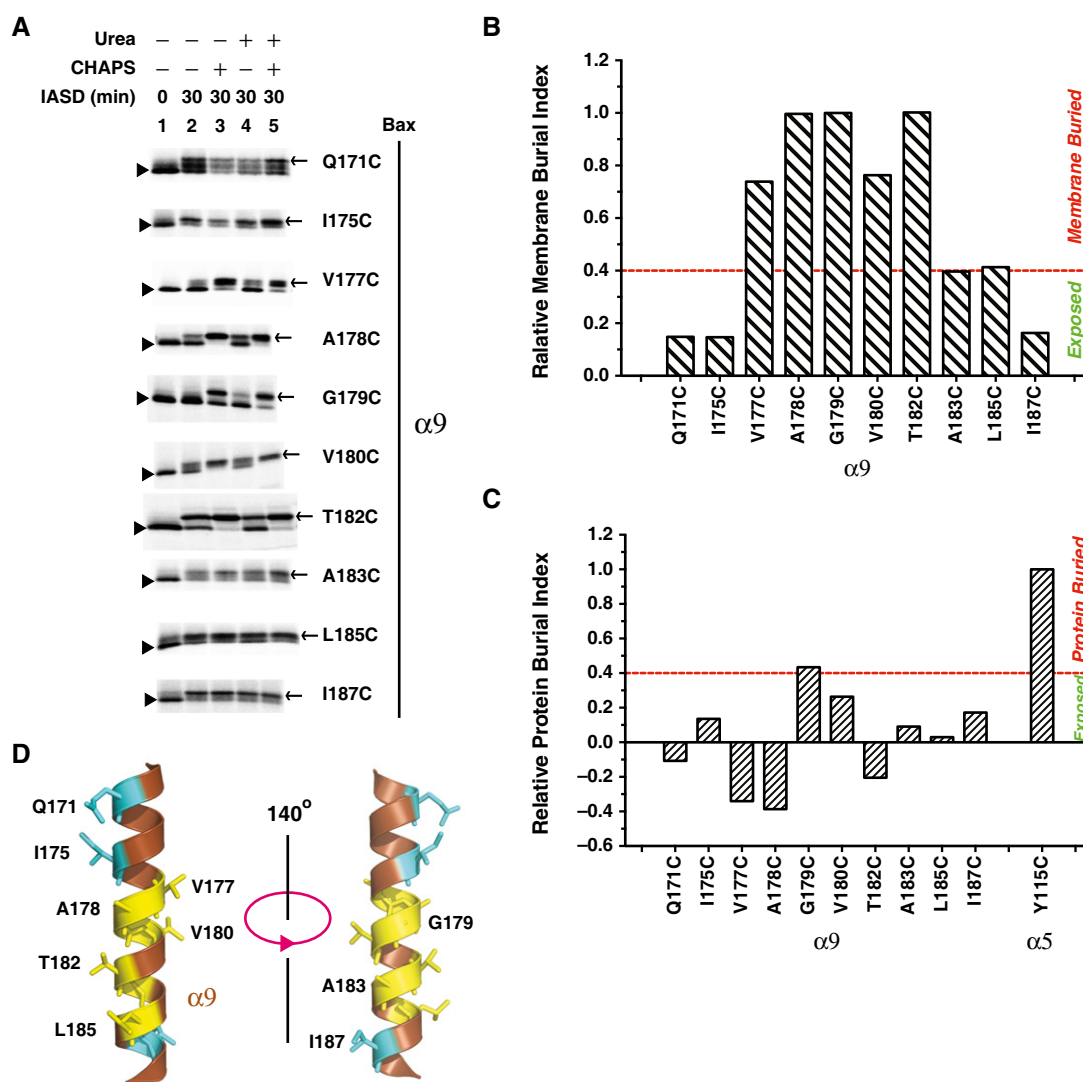 A
Urea − − − + +
CHAPS − − + − +
IASD (min) 0 30 30 30 30
1 2 3 4 5 Bax
Q171C
I175C
V177C
A178C
G179C
V180C
T182C
A183C
L185C
I187C
α9
B
Ralative Membrane Burial Index
1.2
1.0
0.8
0.6
0.4
0.2
0.0
Membrane Buried
Exposed
Q171C I175C V177C A178C G179C V180C T182C A183C L185C I187C
α9
C
Relative Protein Burial Index
1.2
1.0
0.8
0.6
0.4
0.2
0.0
−0.2
−0.4
−0.6
Protein Buried
Exposed
Q171C I175C V177C A178C G179C V180C T182C A183C L185C I187C Y115C
α9 α5
D
Q171
I175
V177
A178
V180
T182
α9
L185
140°
G179
A183
I187